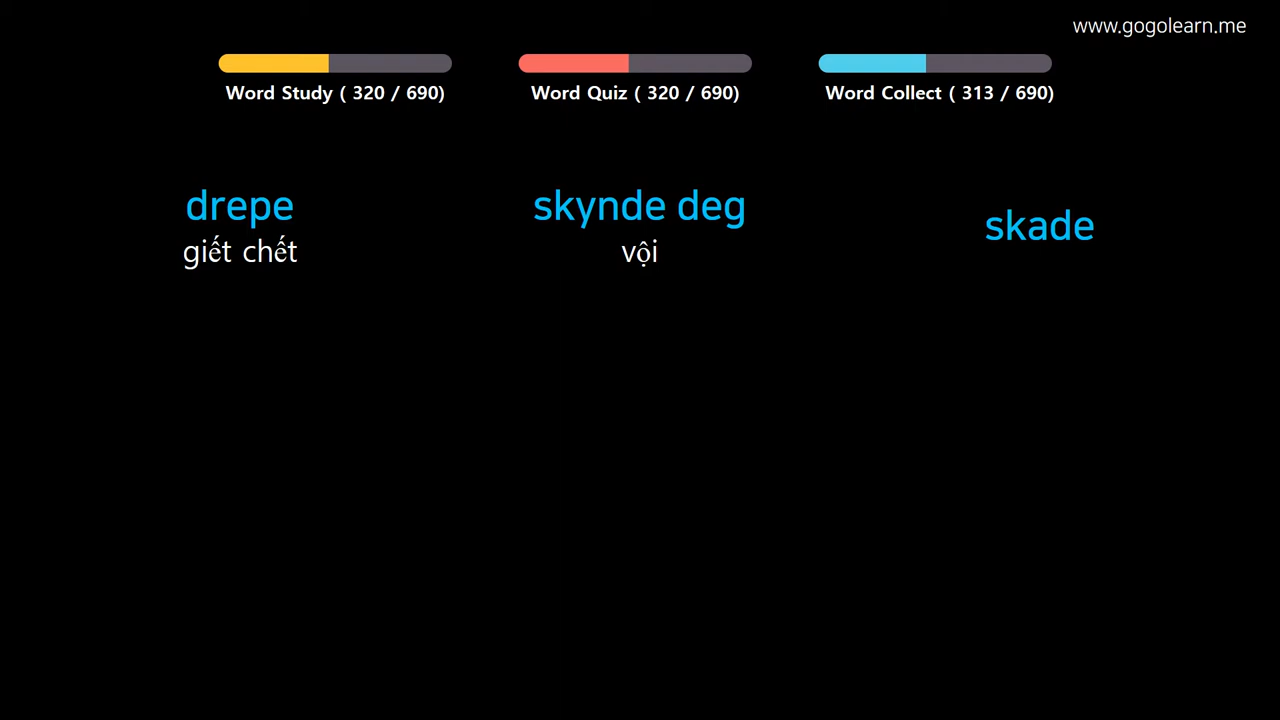 www.gogolearn.me
Word Study ( 320 / 690)
Word Quiz ( 320 / 690)
Word Collect ( 313 / 690)
drepe
giết chết
skynde deg
vội
skade